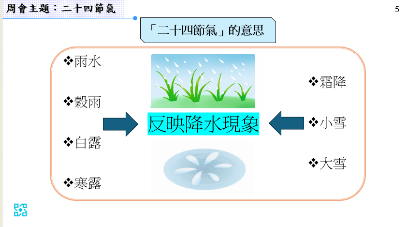 周會主題：二十四節氣
5
「二十四節氣」的意思
❖雨水
❖穀雨
❖白露
❖寒露
反映降水現象
❖霜降
❖小雪
❖大雪